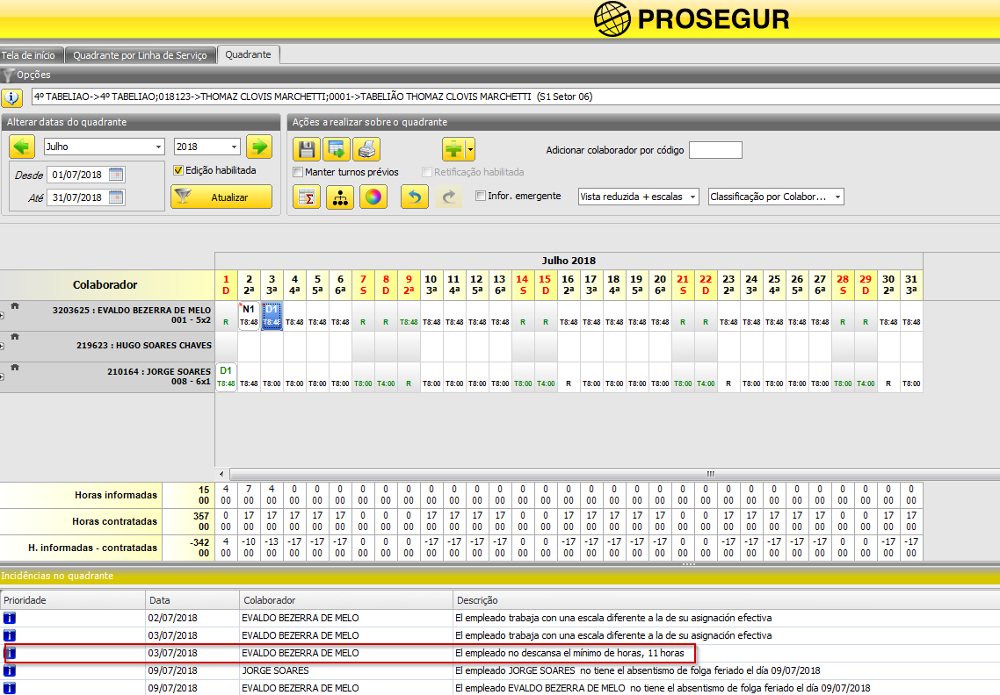 PROSEGUR
Tela de início Quadrante por Linha de Serviço Quadrante
Opções
4º TABELIAO->4º TABELIAO;018123->THOMAZ CLOVIS MARCHETTI;0001->TABELIÃO THOMAZ CLOVIS MARCHETTI (S1 Setor 06)
Alterar datas do quadrante Ações a realizar sobre o quadrante
Julho 2018 Adicionar colaborador por código
Desde 01/07/2018 Edição habilitada Manter turnos prévios Retificação habilitada
Até 31/07/2018 Atualizar Infor. emergente Vista reduzida + escalas Classificação por Colabor...
Julho 2018
Colaborador
1 2 3 4 5 6 7 8 9 10 11 12 13 14 15 16 17 18 19 20 21 22 23 24 25 26 27 28 29 30 31
D 2ª 3ª 4ª 5ª 6ª S D 2ª 3ª 4ª 5ª 6ª S D 2ª 3ª 4ª 5ª 6ª S D 2ª 3ª 4ª 5ª 6ª S D 2ª 3ª
3203625 : EVALDO BEZERRA DE MELO N1 D1
001 - 5x2 R T8:48 T8:48 T8:48 T8:48 T8:48 R R T8:48 T8:48 T8:48 T8:48 T8:48 R R T8:48 T8:48 T8:48 T8:48 T8:48 R R T8:48 T8:48 T8:48 T8:48 T8:48 R R T8:48 T8:48
219623 : HUGO SOARES CHAVES
210164 : JORGE SOARES D1
008 - 6x1 T8:48 T8:48 T8:00 T8:00 T8:00 T8:00 T8:00 T4:00 R T8:00 T8:00 T8:00 T8:00 T8:00 T4:00 R T8:00 T8:00 T8:00 T8:00 T8:00 T4:00 R T8:00 T8:00 T8:00 T8:00 T8:00 T4:00 R T8:00
Horas informadas 15 4 7 4 0 0 0 0 0 0 0 0 0 0 0 0 0 0 0 0 0 0 0 0 0 0 0 0 0 0 0 0
00 00 00 00 00 00 00 00 00 00 00 00 00 00 00 00 00 00 00 00 00 00 00 00 00 00 00 00 00 00 00 00
Horas contratadas 357 0 17 17 17 17 17 0 0 0 17 17 17 17 0 0 17 17 17 17 17 0 0 17 17 17 17 17 0 0 17 17
00 00 00 00 00 00 00 00 00 00 00 00 00 00 00 00 00 00 00 00 00 00 00 00 00 00 00 00 00 00 00 00
H. informadas - contratadas -342 4 -10 -13 -17 -17 -17 0 0 0 -17 -17 -17 -17 0 0 -17 -17 -17 -17 -17 0 0 -17 -17 -17 -17 -17 0 0 -17 -17
00 00 00 00 00 00 00 00 00 00 00 00 00 00 00 00 00 00 00 00 00 00 00 00 00 00 00 00 00 00 00 00
Incidências no quadrante
Prioridade Data Colaborador Descrição
02/07/2018 EVALDO BEZERRA DE MELO El empleado trabaja con una escala diferente a la de su asignación efectiva
03/07/2018 EVALDO BEZERRA DE MELO El empleado trabaja con una escala diferente a la de su asignación efectiva
03/07/2018 EVALDO BEZERRA DE MELO El empleado no descansa el mínimo de horas, 11 horas
09/07/2018 JORGE SOARES El empleado JORGE SOARES no tiene el absentismo de folga feriado el día 09/07/2018
09/07/2018 EVALDO BEZERRA DE MELO El empleado EVALDO BEZERRA DE MELO no tiene el absentismo de folga feriado el día 09/07/2018